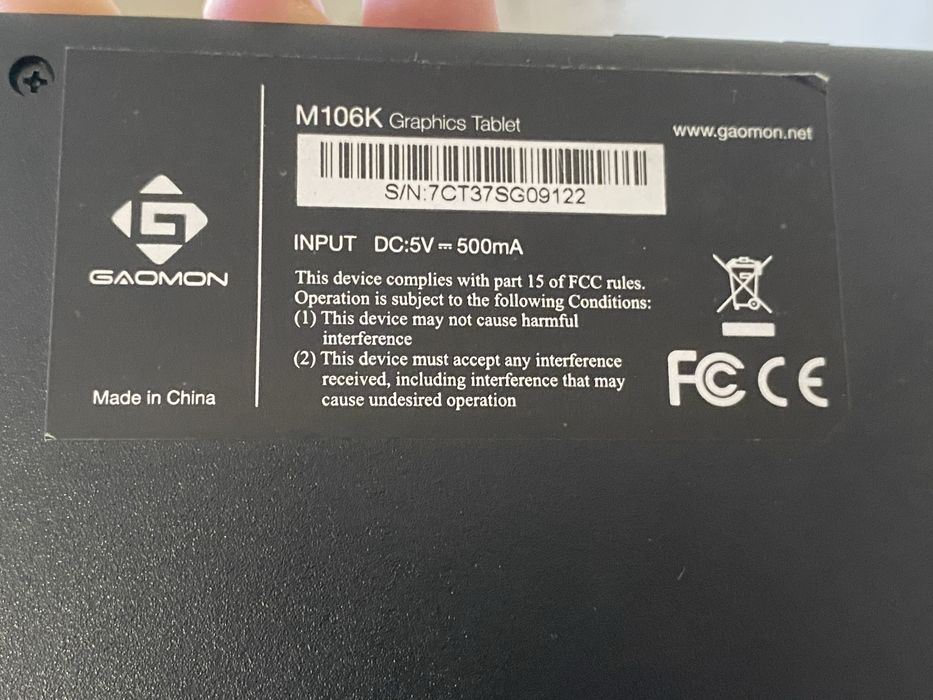 M106K Graphics Tablet
www.gaomon.net
S/N:7CT37SG09122
INPUT DC:5V⎓500mA
GAOMON
This device complies with part 15 of FCC rules.
Operation is subject to the following Conditions:
(1) This device may not cause harmful
interference
(2) This device must accept any interference
received, including interference that may
cause undesired operation
FC CE
Made in China